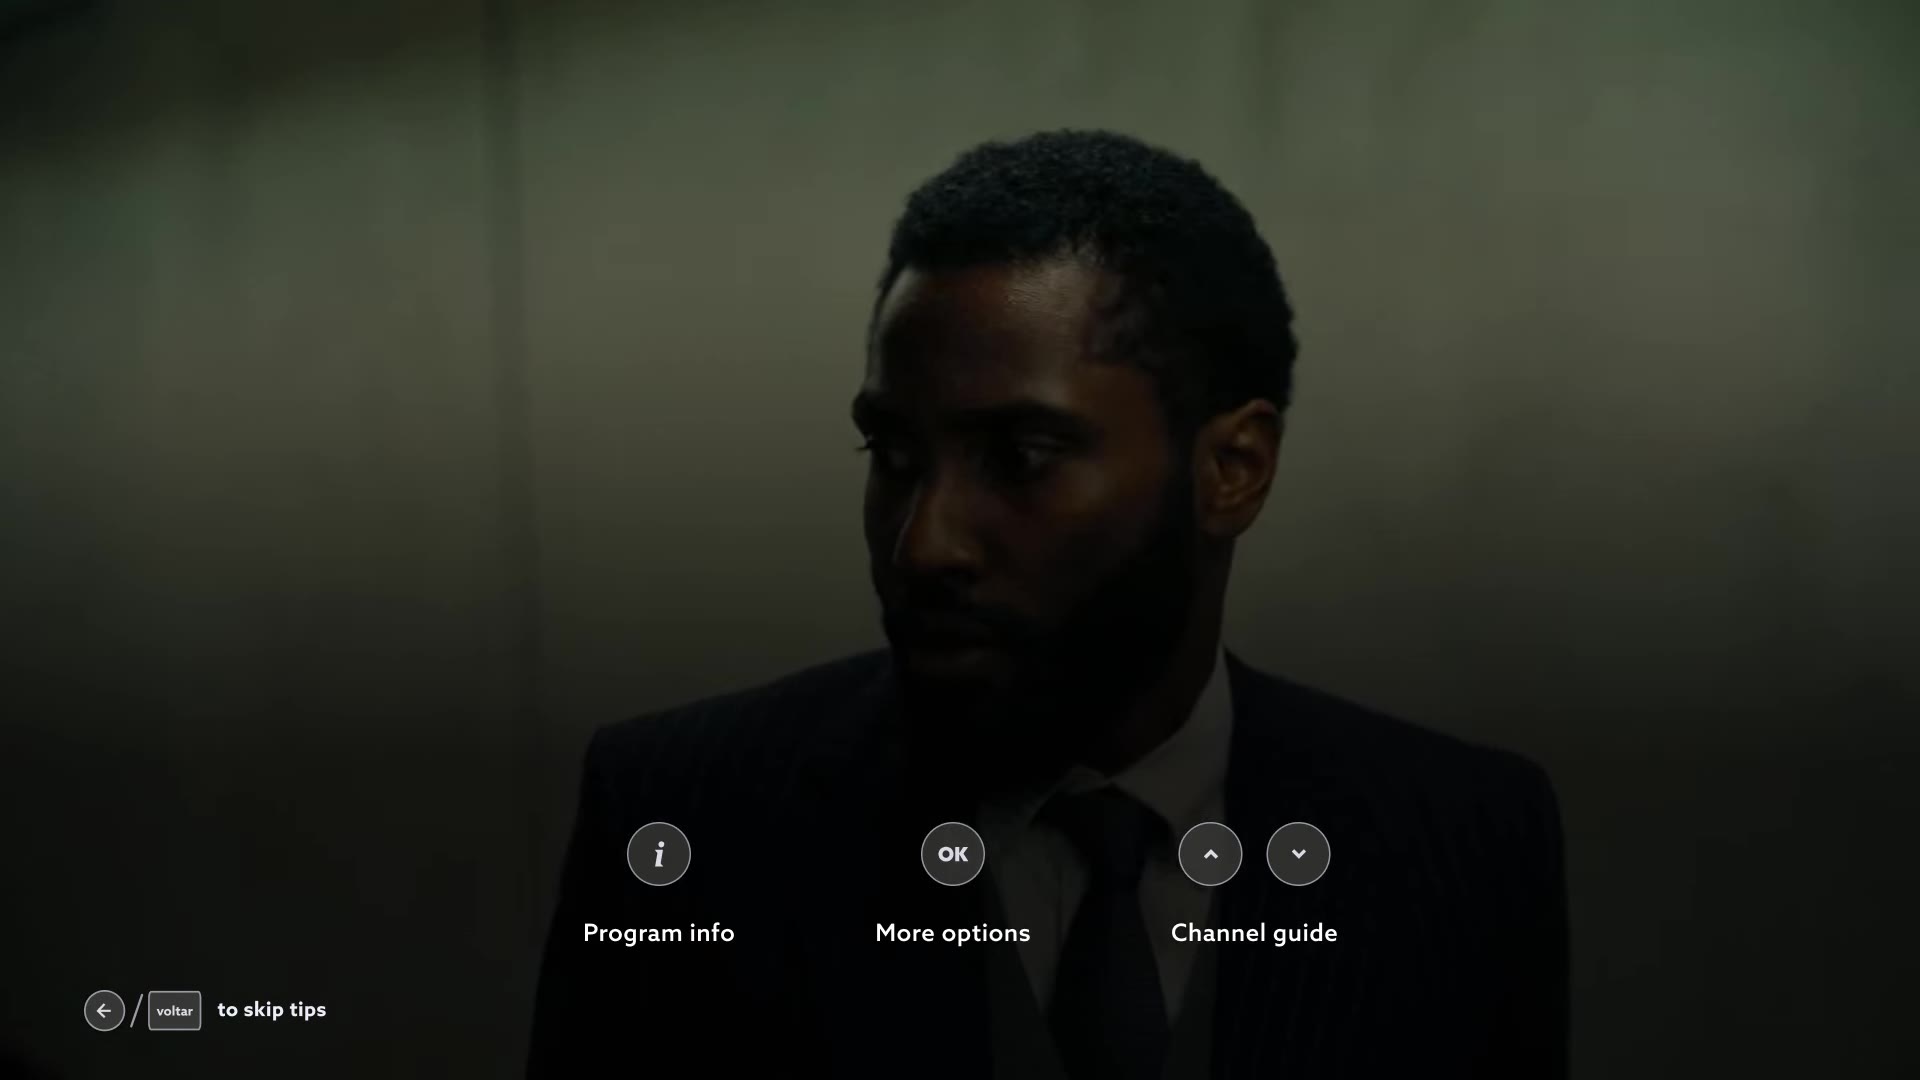 i
OK
Program info
More options
Channel guide
voltar
to skip tips